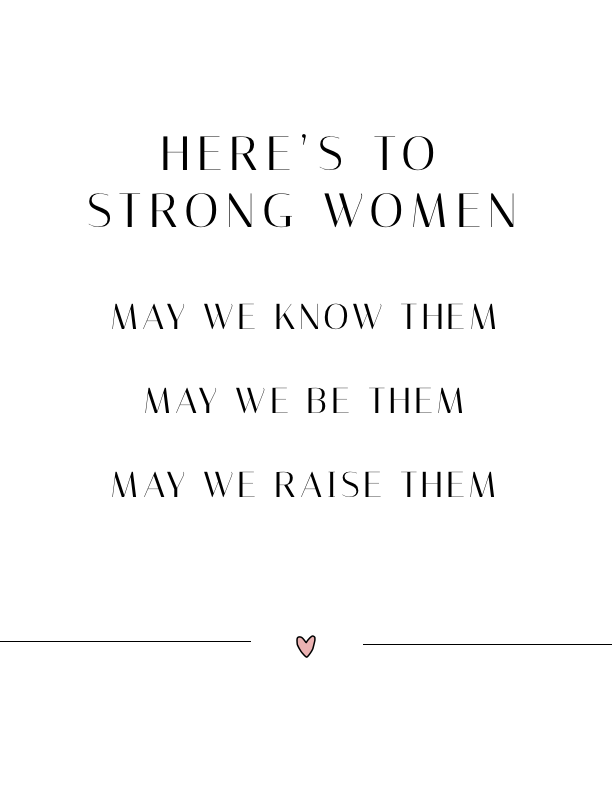 HERE'S TO
STRONG WOMEN
MAY WE KNOW THEM
MAY WE BE THEM
MAY WE RAISE THEM